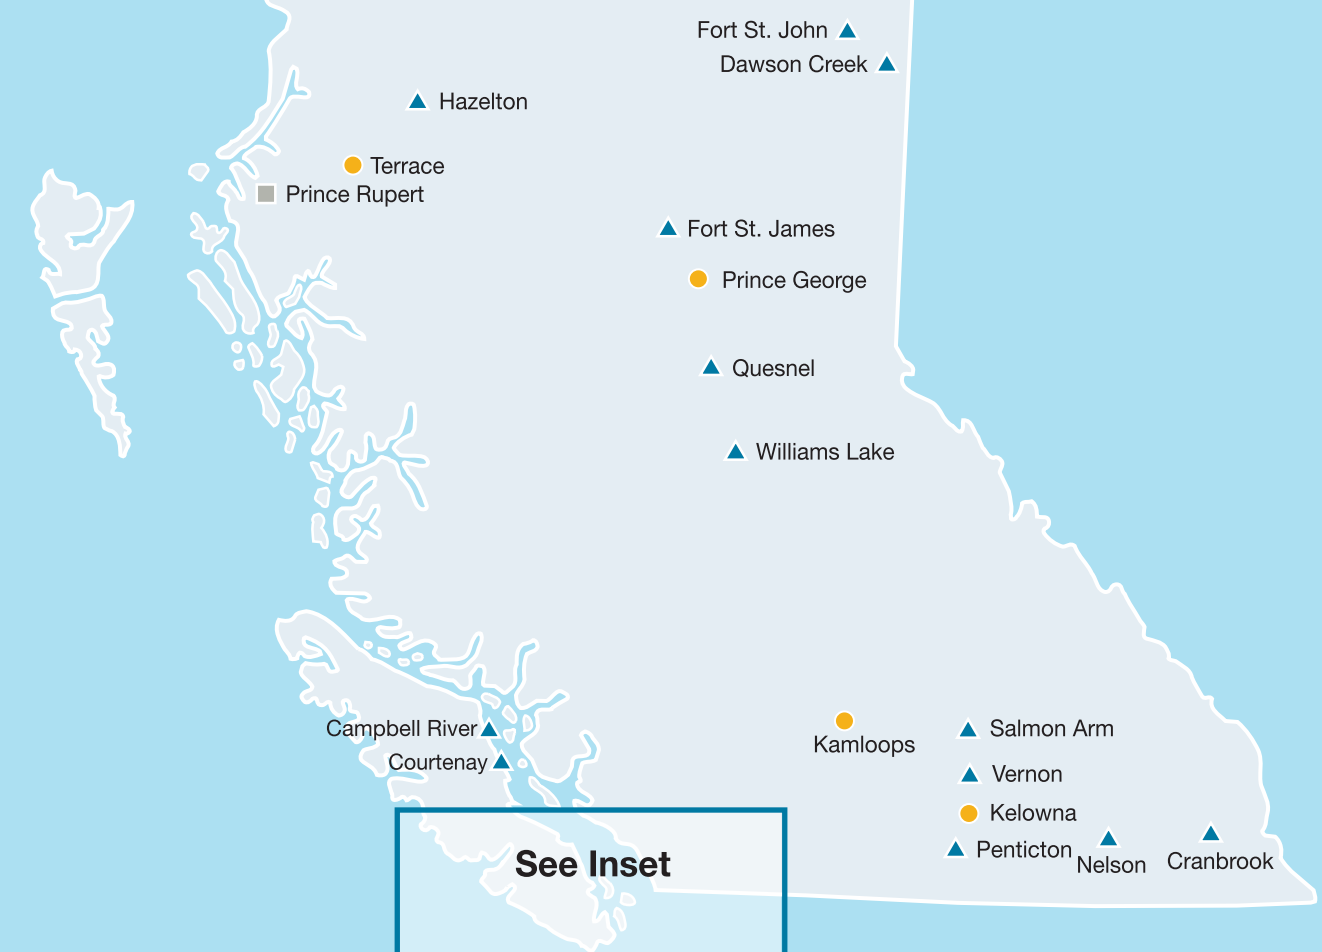 Fort St. John
Dawson Creek
Hazelton
Terrace
Prince Rupert
Fort St. James
Prince George
Quesnel
Williams Lake
Campbell River
Courtenay
Kamloops
Salmon Arm
Vernon
Kelowna
Penticton
Nelson
Cranbrook
See Inset